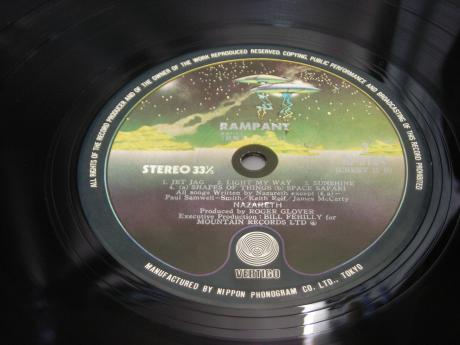 ALL RIGHTS OF THE RECORD PRODUCER AND OF THE OWNER OF THE WORK REPRODUCED RESERVED. COPYING, PUBLIC PERFORMANCE AND BROADCASTING OF THIS RECORD PROHIBITED
RAMPANT
STEREO 33⅓
1. JET LAG 2. LIGHT MY WAY 3. SUNSHINE
4. (a) SHAPES OF THINGS (b) SPACE SAFARI
All songs Written by Nazareth except (4-a)—
Paul Samwell-Smith/Keith Relf/James McCarty
NAZARETH
Produced by ROGER GLOVER
Executive Production: BILL FEHILLY for
MOUNTAIN RECORDS LTD
VERTIGO
MANUFACTURED BY NIPPON PHONOGRAM CO. LTD., TOKYO